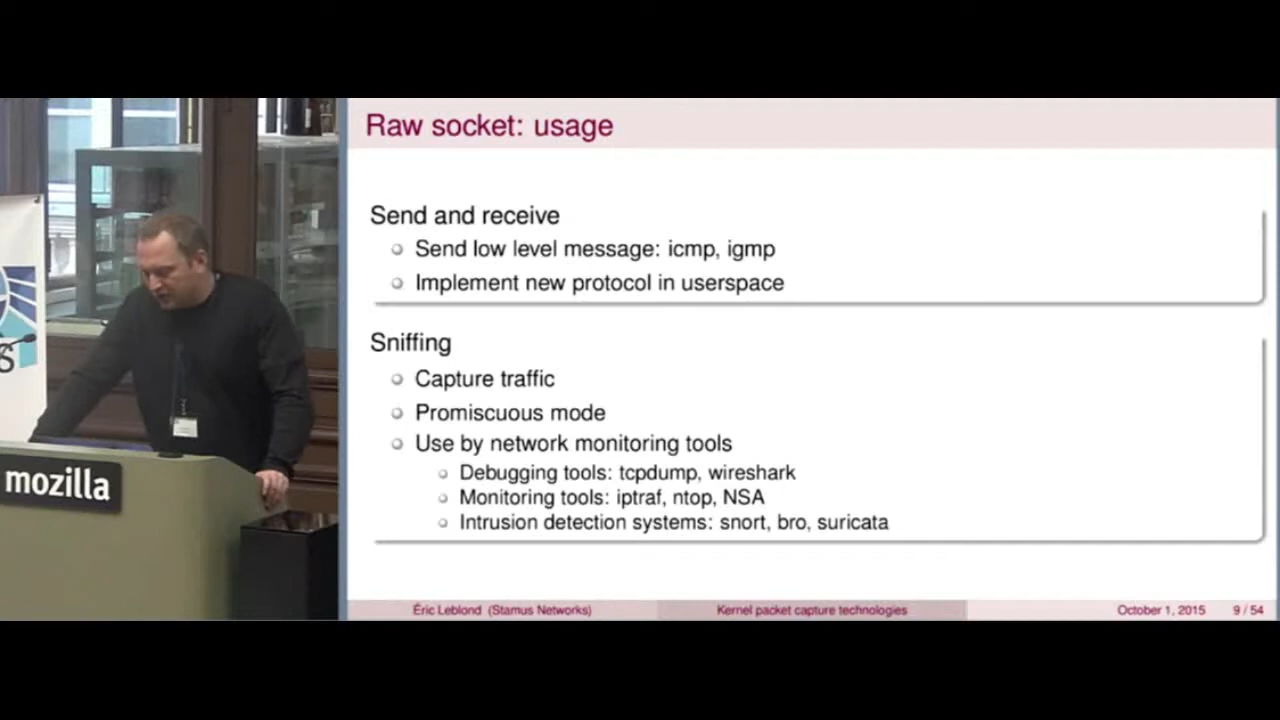 Raw socket: usage
Send and receive
Send low level message: icmp, igmp
Implement new protocol in userspace
Sniffing
Capture traffic
Promiscuous mode
Use by network monitoring tools
Debugging tools: tcpdump, wireshark
Monitoring tools: iptraf, ntop, NSA
Intrusion detection systems: snort, bro, suricata
Éric Leblond (Stamus Networks)
Kernel packet capture technologies
October 1, 2015
9 / 54
mozilla